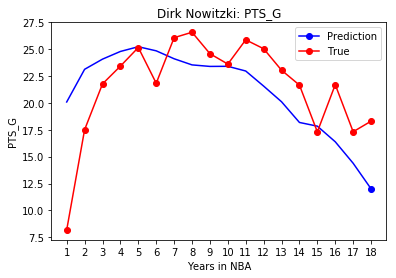 Dirk Nowitzki: PTS_G
27.5
25.0
22.5
20.0
17.5
15.0
12.5
10.0
7.5
PTS_G
Prediction
True
1 2 3 4 5 6 7 8 9 10 11 12 13 14 15 16 17 18
Years in NBA